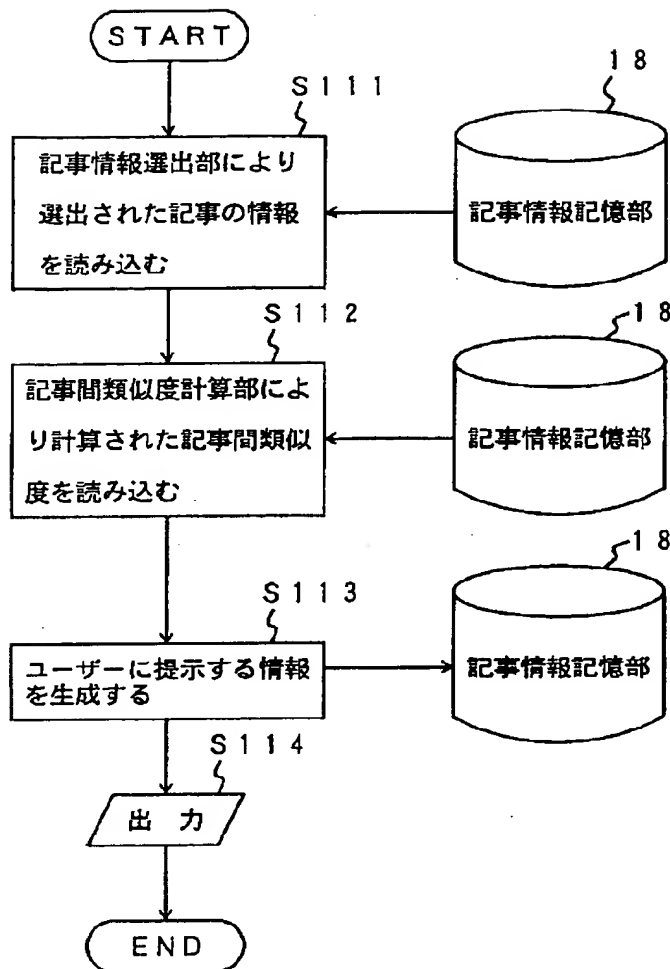 START
S111
18
記事情報選出部により
選出された記事の情報
を読み込む
記事情報記憶部
S112
18
記事間類似度計算部によ
り計算された記事間類似
度を読み込む
記事情報記憶部
S113
18
ユーザーに提示する情報
を生成する
記事情報記憶部
S114
出 力
END